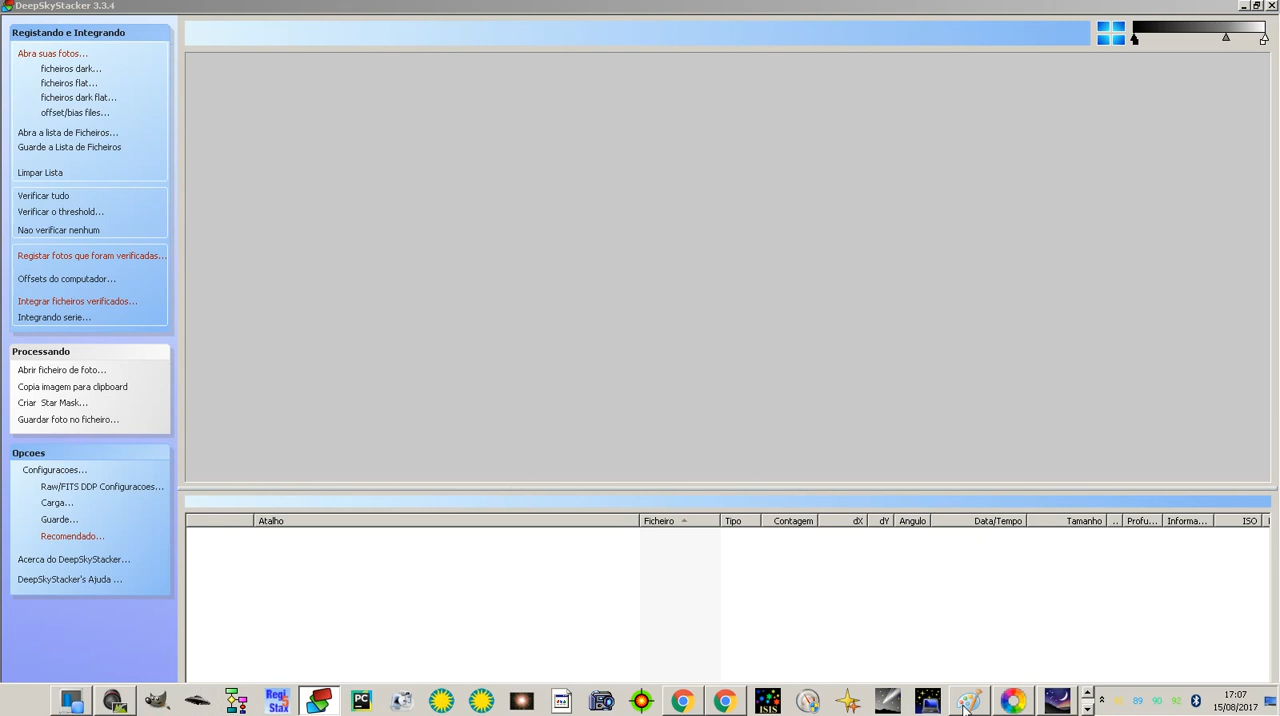 DeepSkyStacker 3.3.4
Registando e Integrando
Abra suas fotos...
ficheiros dark...
ficheiros flat...
ficheiros dark flat...
offset/bias files...
Abra a lista de Ficheiros...
Guarde a Lista de Ficheiros
Limpar Lista
Verificar tudo
Verificar o threshold...
Nao verificar nenhum
Registar fotos que foram verificadas...
Offsets do computador...
Integrar ficheiros verificados...
Integrando serie...
Processando
Abrir ficheiro de foto...
Copia imagem para clipboard
Criar Star Mask...
Guardar foto no ficheiro...
Opcoes
Configuracoes...
Raw/FITS DDP Configuracoes...
Carga...
Guarde...
Recomendado...
Acerca do DeepSkyStacker...
DeepSkyStacker's Ajuda ...
Atalho Ficheiro Tipo Contagem dX dY Angulo Data/Tempo Tamanho .. Profu... Informa... ISO
Regi Stax
PC
ISIS
89 90 92
17:07
15/08/2017